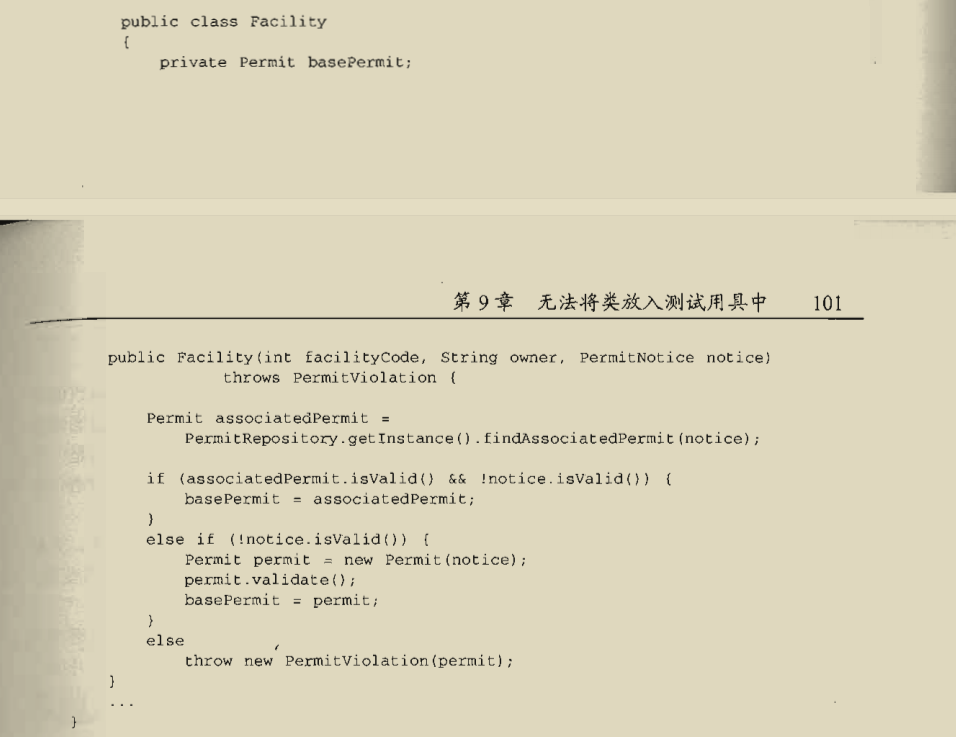 public class Facility
{
    private Permit basePermit;
第9章 无法将类放入测试用具中 101
public Facility(int facilityCode, String owner, PermitNotice notice)
            throws PermitViolation {
    Permit associatedPermit =
        PermitRepository.getInstance().findAssociatedPermit(notice);
    if (associatedPermit.isValid() && !notice.isValid()) {
        basePermit = associatedPermit;
    }
    else if (!notice.isValid()) {
        Permit permit = new Permit(notice);
        permit.validate();
        basePermit = permit;
    }
    else
        throw new PermitViolation(permit);
}
...
}